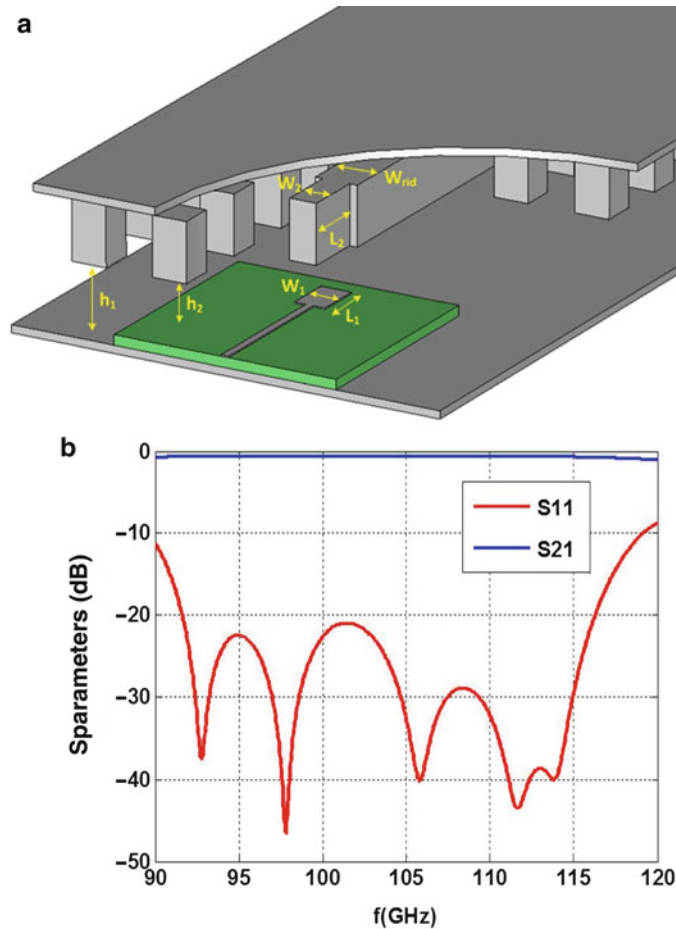 a
W₂
Wrid
L₂
h₁
h₂
W₁
L₁
b
0
−10
−20
−30
−40
−50
Sparameters (dB)
S11
S21
90
95
100
105
110
115
120
f(GHz)